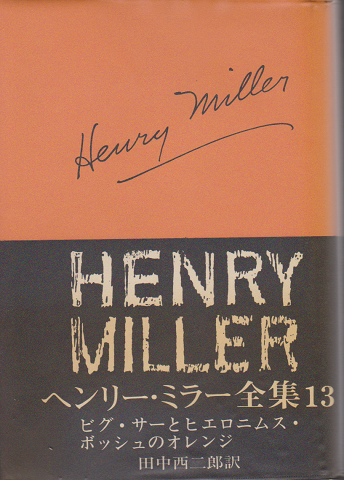 Henry Miller
HENRY
MILLER
ヘンリー・ミラー全集13
ビグ・サーとヒエロニムス・
ボッシュのオレンジ
田中西二郎訳